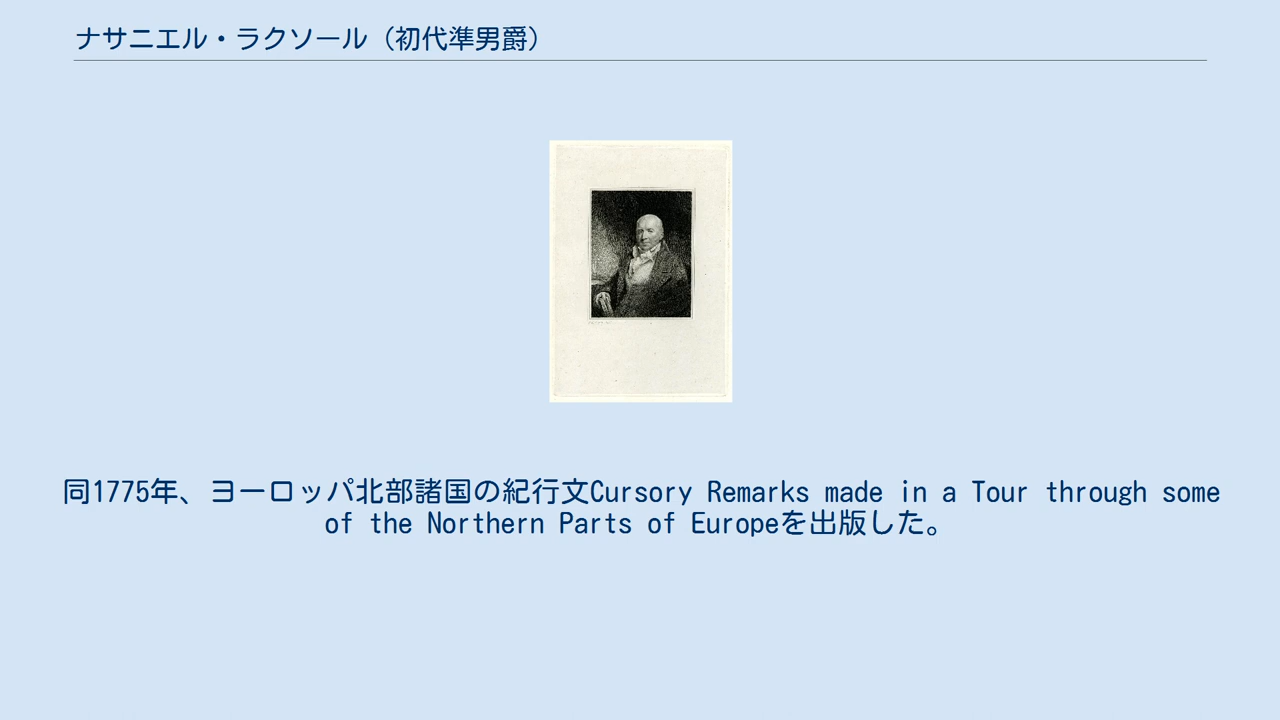 ナサニエル・ラクソール（初代準男爵）
同1775年、ヨーロッパ北部諸国の紀行文Cursory Remarks made in a Tour through some
of the Northern Parts of Europeを出版した。